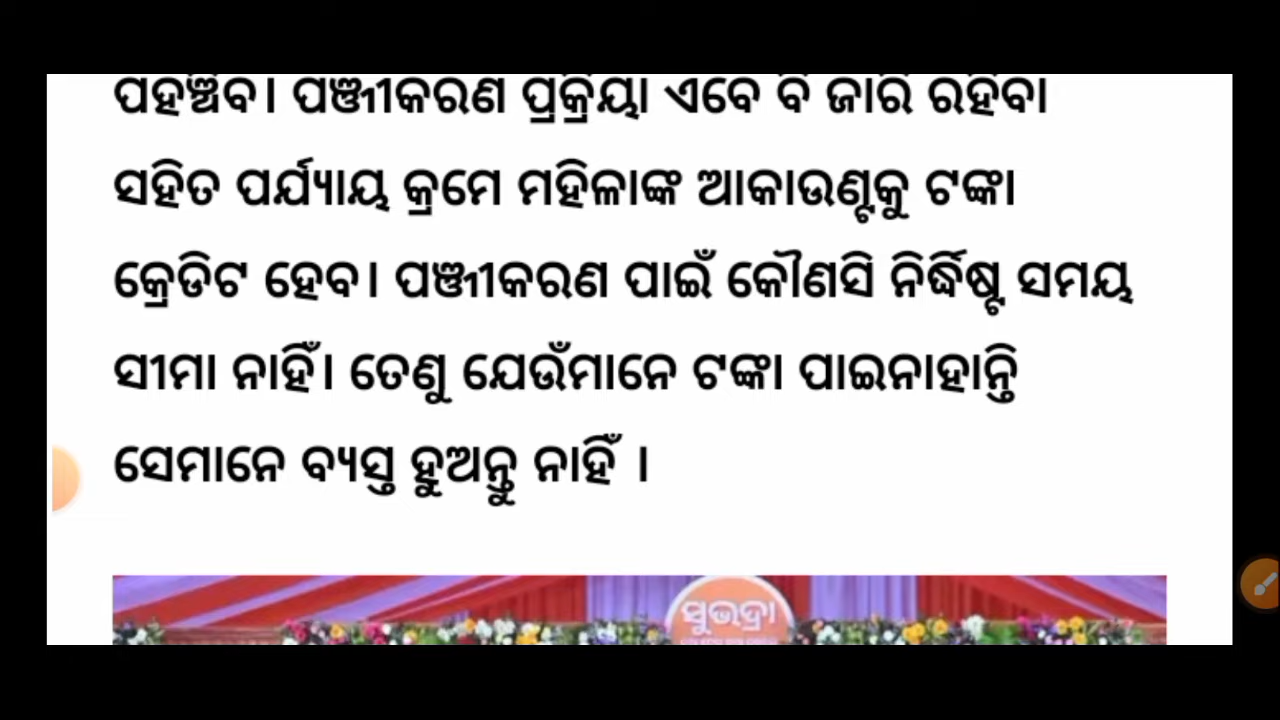 ପହଞ୍ଚିବ। ପଞ୍ଜୀକରଣ ପ୍ରକ୍ରିୟା ଏବେ ବି ଜାରି ରହିବା
ସହିତ ପର୍ଯ୍ୟାୟ କ୍ରମେ ମହିଳାଙ୍କ ଆକାଉଣ୍ଟକୁ ଟଙ୍କା
କ୍ରେଡିଟ ହେବ। ପଞ୍ଜୀକରଣ ପାଇଁ କୌଣସି ନିର୍ଦ୍ଧିଷ୍ଟ ସମୟ
ସୀମା ନାହିଁ। ତେଣୁ ଯେଉଁମାନେ ଟଙ୍କା ପାଇନାହାନ୍ତି
ସେମାନେ ବ୍ୟସ୍ତ ହୁଅନ୍ତୁ ନାହିଁ ।
ସୁଭଦ୍ରା